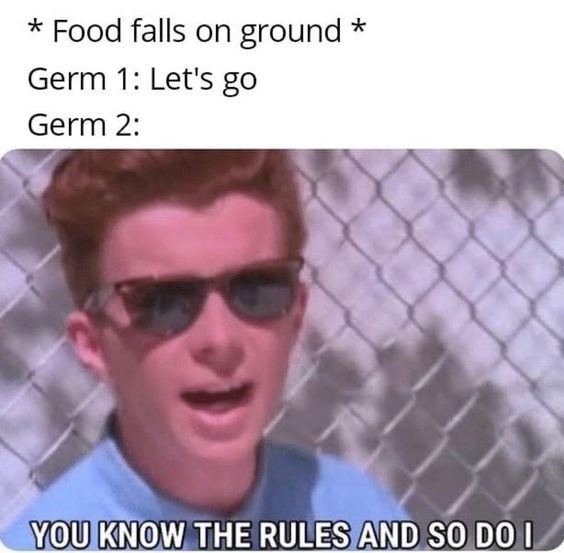 * Food falls on ground *
Germ 1: Let's go
Germ 2:
YOU KNOW THE RULES AND SO DO I